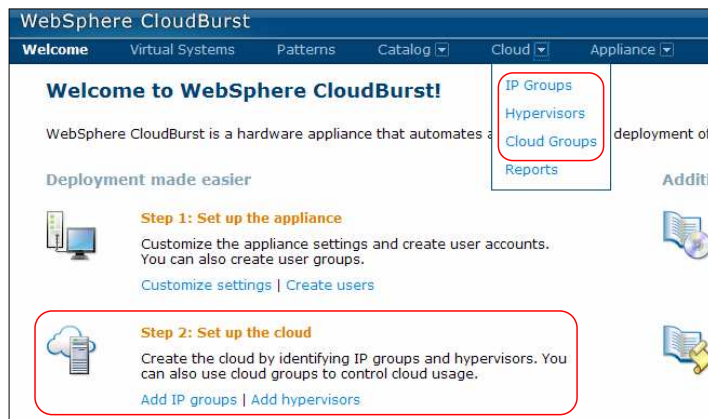 WebSphere CloudBurst
Welcome Virtual Systems Patterns Catalog Cloud Appliance
IP Groups
Hypervisors
Cloud Groups
Reports
Welcome to WebSphere CloudBurst!
WebSphere CloudBurst is a hardware appliance that automates a deployment of
Deployment made easier
Additi
Step 1: Set up the appliance
Customize the appliance settings and create user accounts.
You can also create user groups.
Customize settings | Create users
Step 2: Set up the cloud
Create the cloud by identifying IP groups and hypervisors. You
can also use cloud groups to control cloud usage.
Add IP groups | Add hypervisors